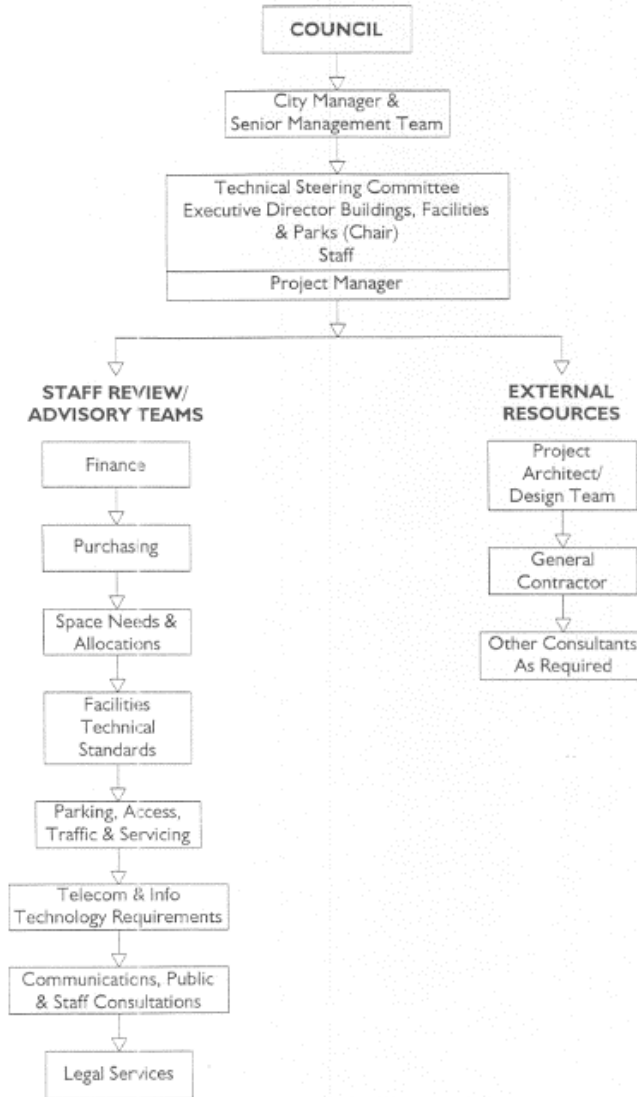 COUNCIL
City Manager &
Senior Management Team
Technical Steering Committee
Executive Director Buildings, Facilities
& Parks (Chair)
Staff
Project Manager
STAFF REVIEW/
ADVISORY TEAMS
Finance
Purchasing
Space Needs &
Allocations
Facilities
Technical
Standards
Parking, Access,
Traffic & Servicing
Telecom & Info
Technology Requirements
Communications, Public
& Staff Consultations
Legal Services
EXTERNAL
RESOURCES
Project
Architect/
Design Team
General
Contractor
Other Consultants
As Required